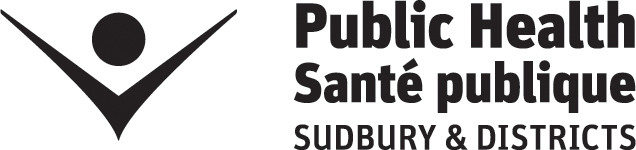 Public Health
Santé publique
SUDBURY & DISTRICTS